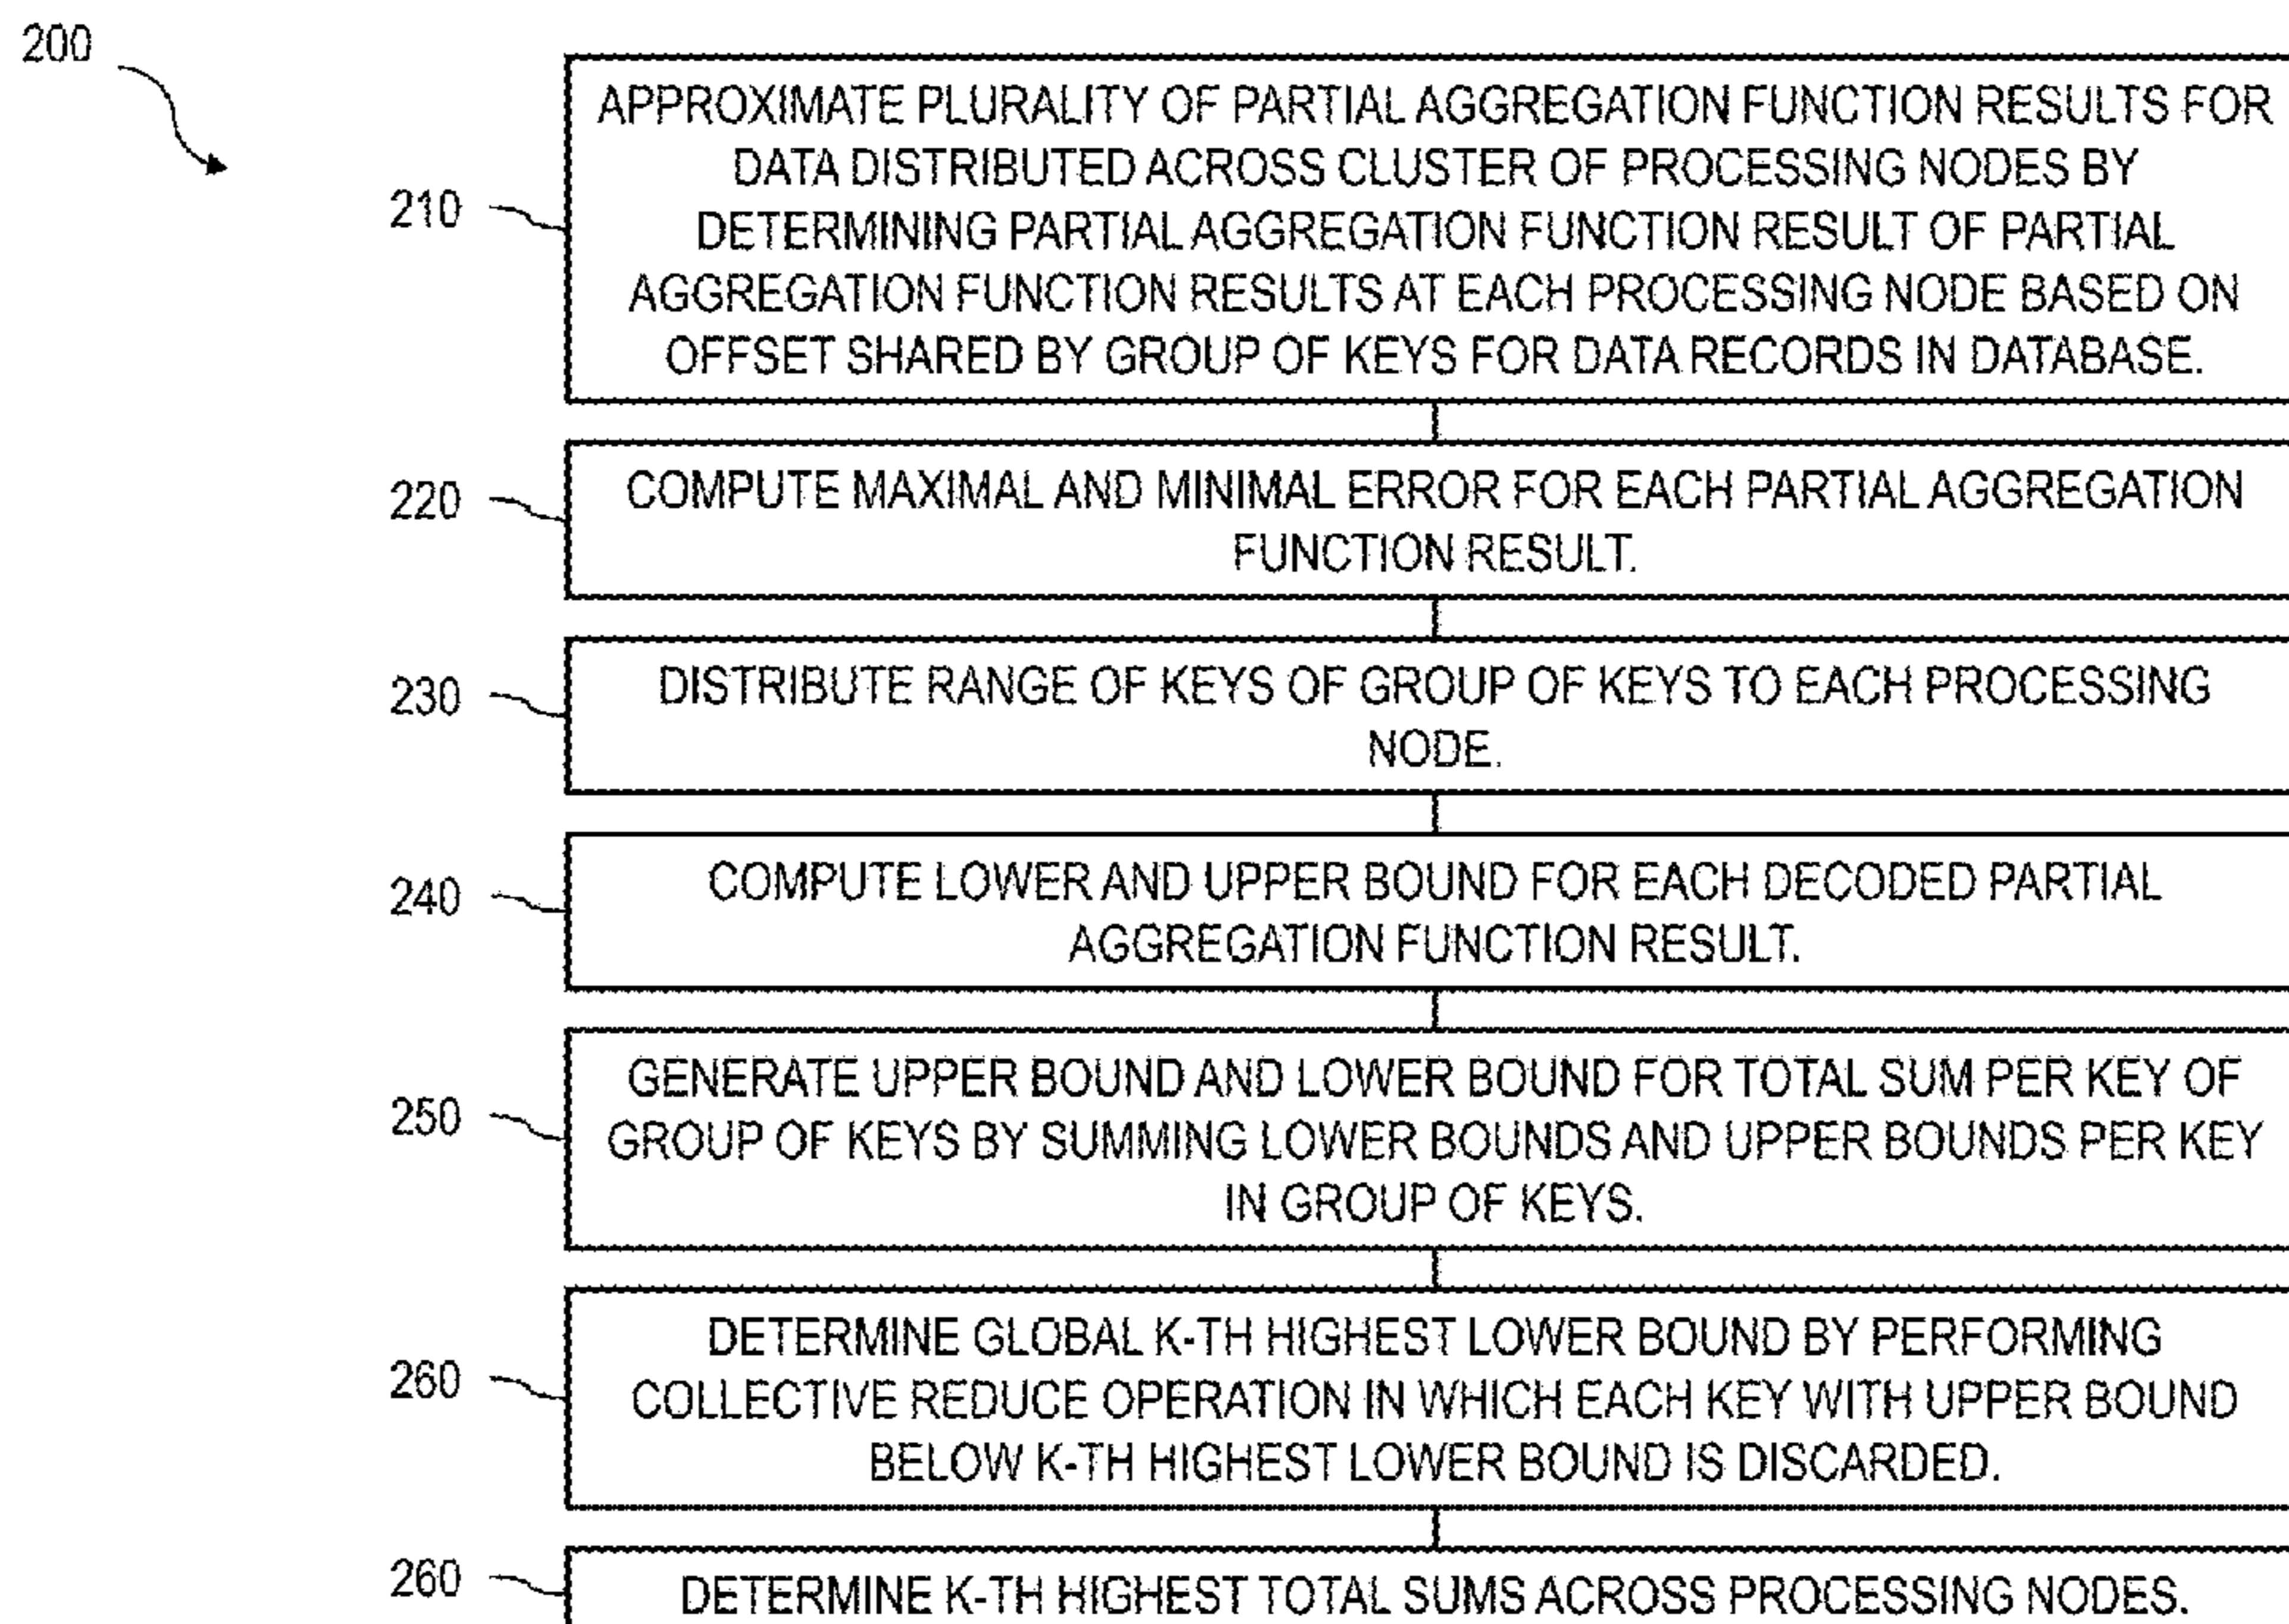 200
210
APPROXIMATE PLURALITY OF PARTIAL AGGREGATION FUNCTION RESULTS FOR
DATA DISTRIBUTED ACROSS CLUSTER OF PROCESSING NODES BY
DETERMINING PARTIAL AGGREGATION FUNCTION RESULT OF PARTIAL
AGGREGATION FUNCTION RESULTS AT EACH PROCESSING NODE BASED ON
OFFSET SHARED BY GROUP OF KEYS FOR DATA RECORDS IN DATABASE.
220
COMPUTE MAXIMAL AND MINIMAL ERROR FOR EACH PARTIAL AGGREGATION
FUNCTION RESULT.
230
DISTRIBUTE RANGE OF KEYS OF GROUP OF KEYS TO EACH PROCESSING
NODE.
240
COMPUTE LOWER AND UPPER BOUND FOR EACH DECODED PARTIAL
AGGREGATION FUNCTION RESULT.
250
GENERATE UPPER BOUND AND LOWER BOUND FOR TOTAL SUM PER KEY OF
GROUP OF KEYS BY SUMMING LOWER BOUNDS AND UPPER BOUNDS PER KEY
IN GROUP OF KEYS.
260
DETERMINE GLOBAL K-TH HIGHEST LOWER BOUND BY PERFORMING
COLLECTIVE REDUCE OPERATION IN WHICH EACH KEY WITH UPPER BOUND
BELOW K-TH HIGHEST LOWER BOUND IS DISCARDED.
260
DETERMINE K-TH HIGHEST TOTAL SUMS ACROSS PROCESSING NODES.